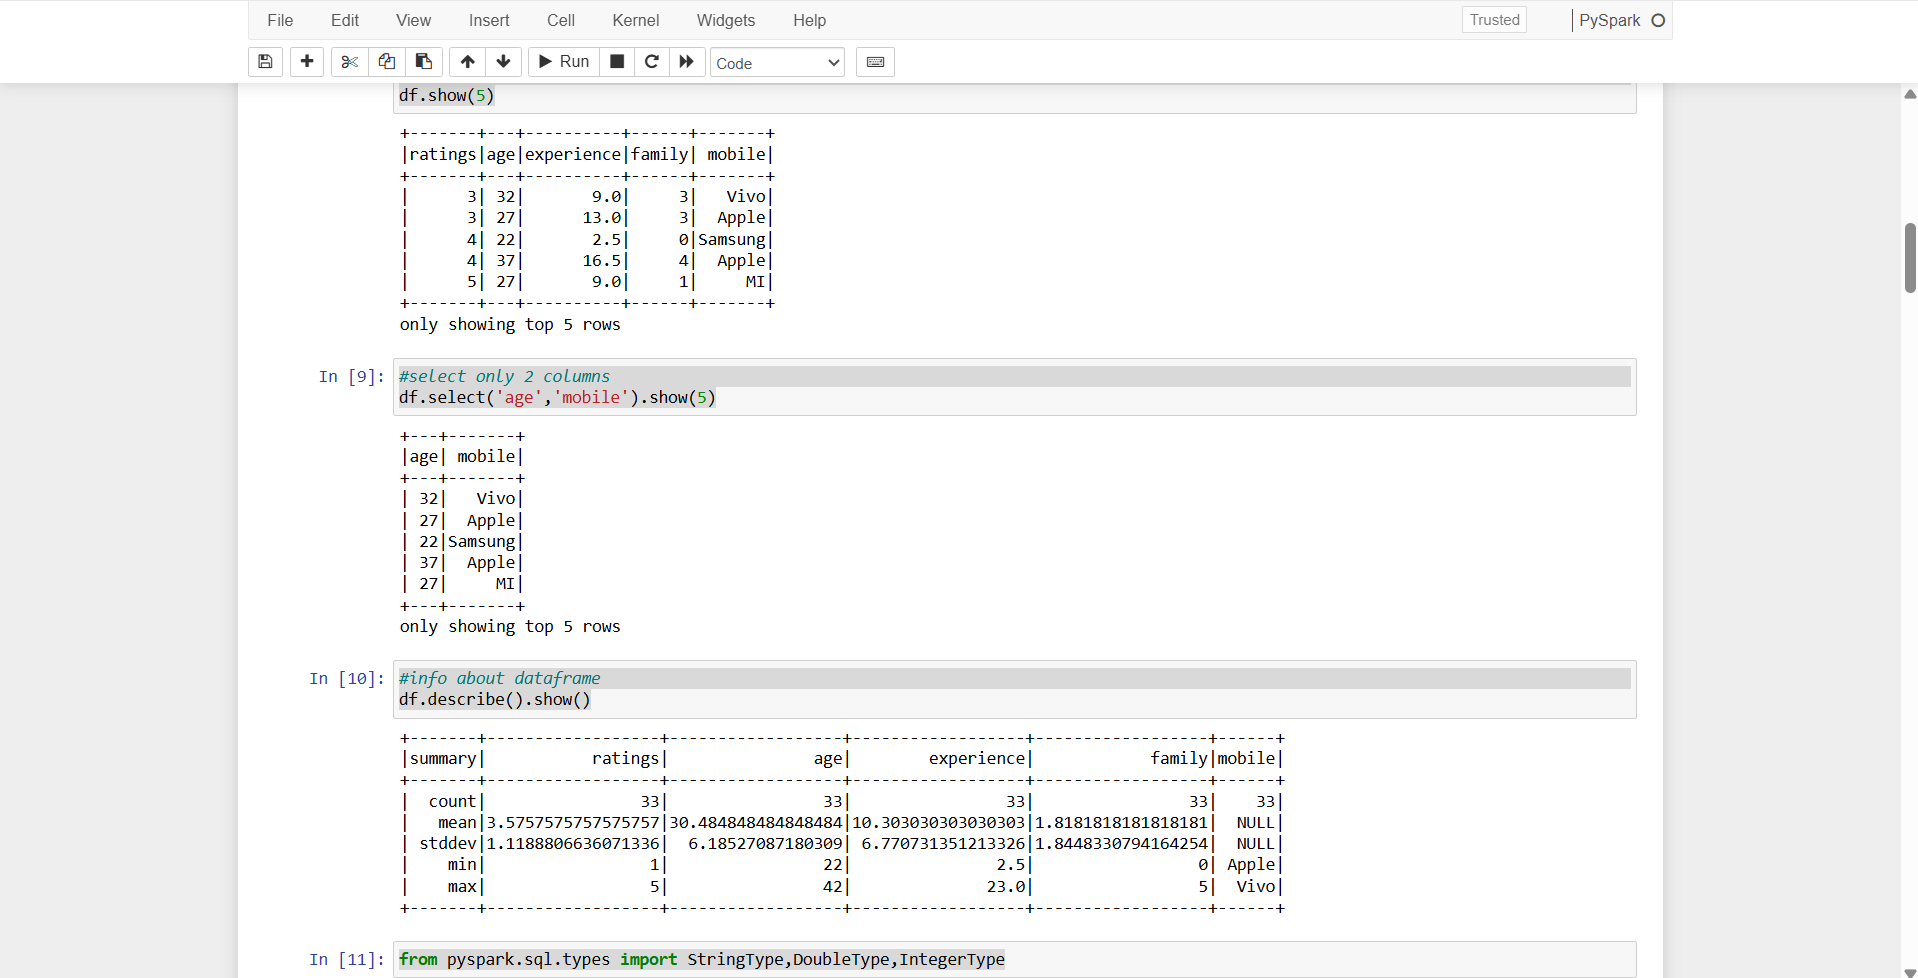 File Edit View Insert Cell Kernel Widgets Help Trusted PySpark
Run Code
df.show(5)
+-------+---+----------+------+-------+
|ratings|age|experience|family| mobile|
+-------+---+----------+------+-------+
|      3| 32|       9.0|     3|   Vivo|
|      3| 27|      13.0|     3|  Apple|
|      4| 22|       2.5|     0|Samsung|
|      4| 37|      16.5|     4|  Apple|
|      5| 27|       9.0|     1|     MI|
+-------+---+----------+------+-------+
only showing top 5 rows
In [9]: #select only 2 columns
df.select('age','mobile').show(5)
+---+-------+
|age| mobile|
+---+-------+
| 32|   Vivo|
| 27|  Apple|
| 22|Samsung|
| 37|  Apple|
| 27|     MI|
+---+-------+
only showing top 5 rows
In [10]: #info about dataframe
df.describe().show()
+-------+------------------+------------------+------------------+------------------+------+
|summary|           ratings|               age|        experience|            family|mobile|
+-------+------------------+------------------+------------------+------------------+------+
|  count|                33|                33|                33|                33|    33|
|   mean|3.5757575757575757|30.484848484848484|10.303030303030303|1.8181818181818181|  NULL|
| stddev|1.1188806636071336|  6.18527087180309| 6.770731351213326|1.8448330794164254|  NULL|
|    min|                 1|                22|               2.5|                 0| Apple|
|    max|                 5|                42|              23.0|                 5|  Vivo|
+-------+------------------+------------------+------------------+------------------+------+
In [11]: from pyspark.sql.types import StringType,DoubleType,IntegerType